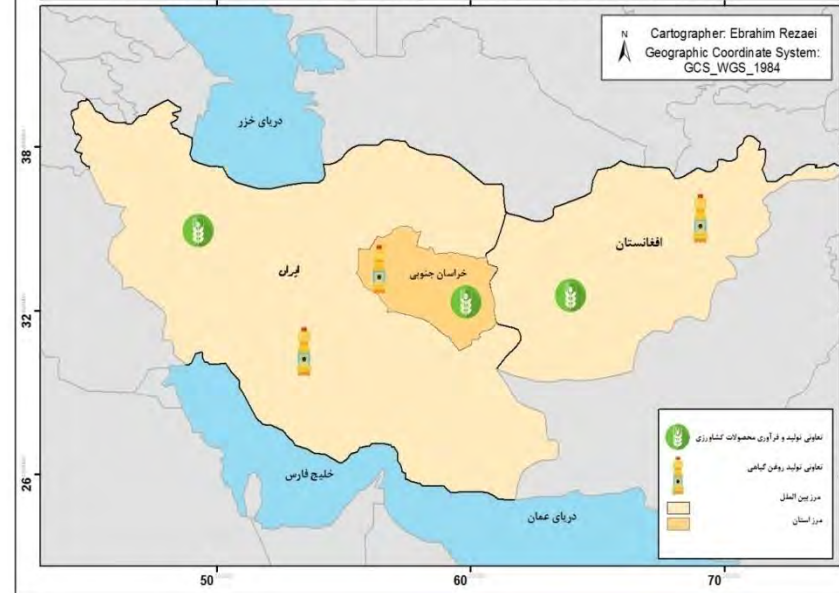 N
Cartographer: Ebrahim Rezaei
Geographic Coordinate System:
GCS_WGS_1984
دریای خزر
38
افغانستان
خراسان جنوبی
ایران
32
خلیج فارس
26
دریای عمان
تعاونی تولید و فرآوری محصولات کشاورزی
تعاونی تولید روغن گیاهی
مرز بین الملل
مرز استان
50
60
70